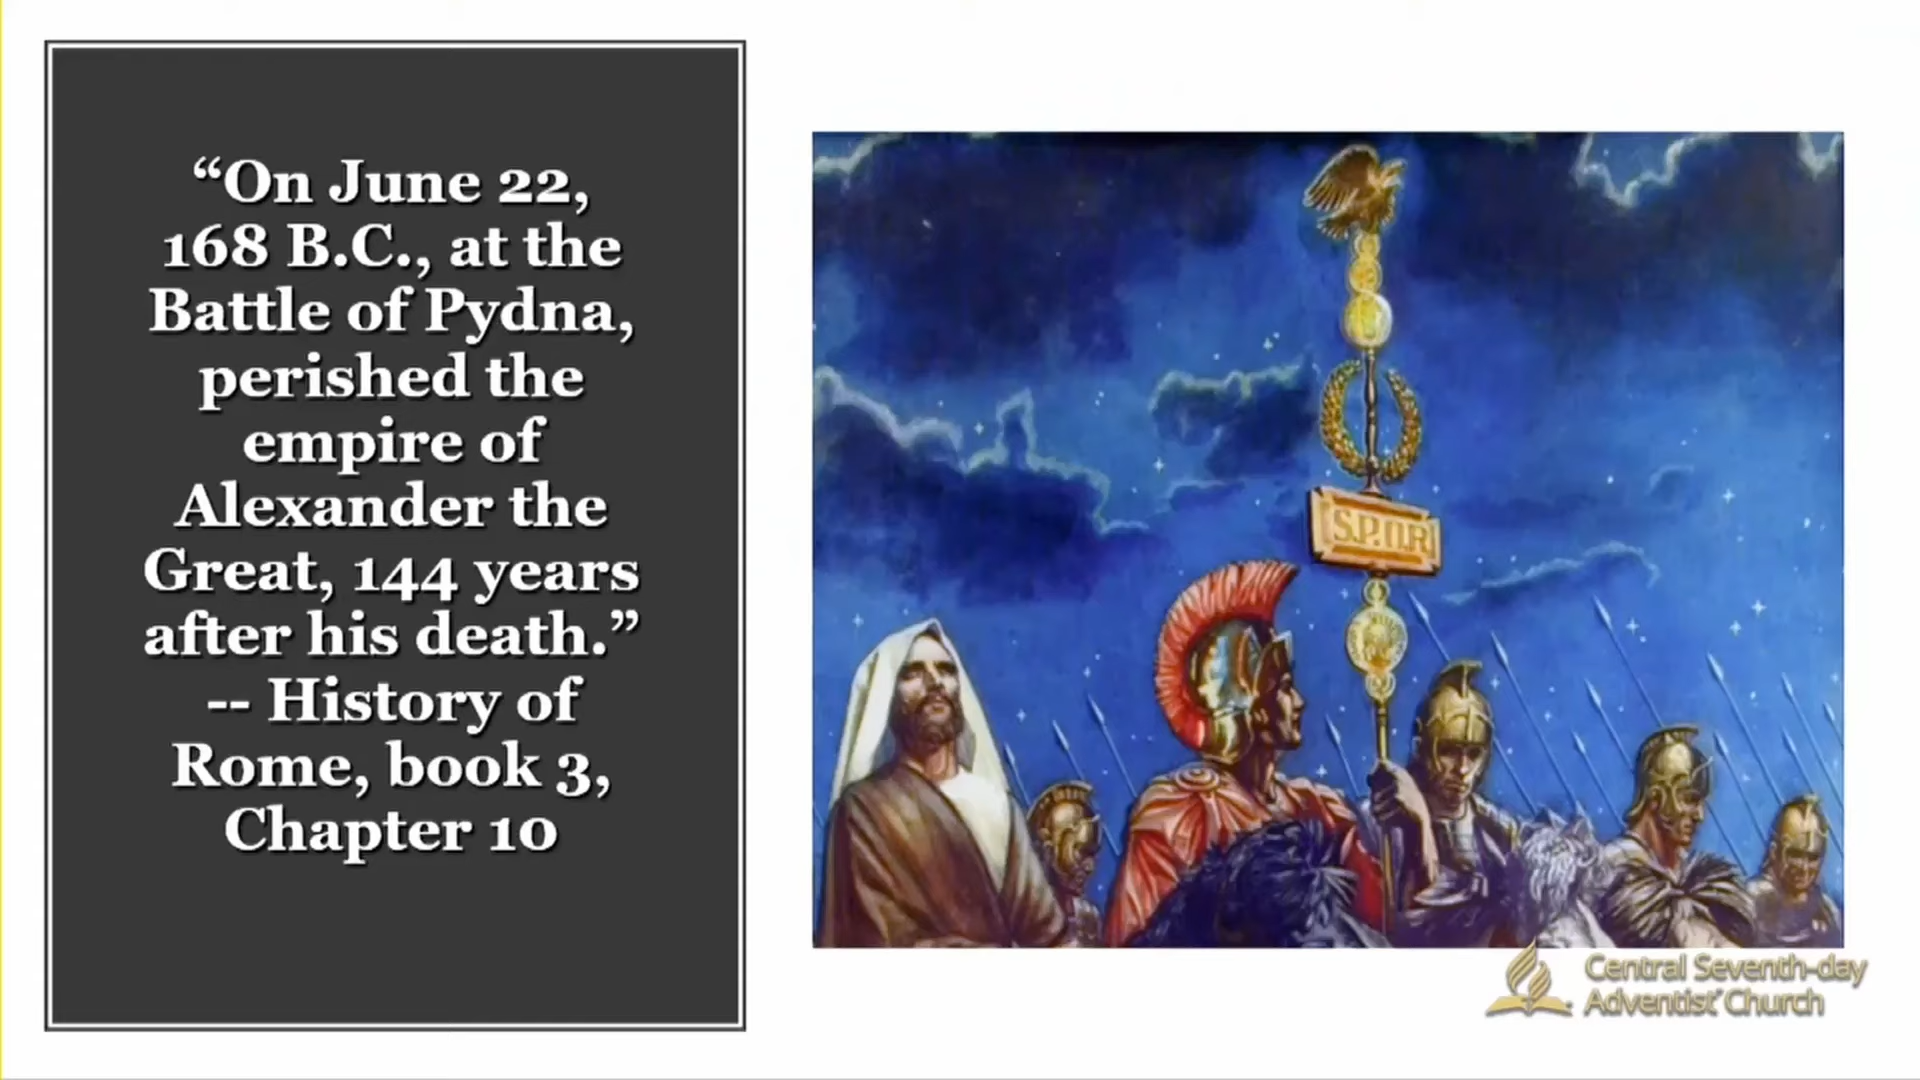 “On June 22,
168 B.C., at the
Battle of Pydna,
perished the
empire of
Alexander the
Great, 144 years
after his death.”
-- History of
Rome, book 3,
Chapter 10
S.P.Q.R
Central Seventh-day
Adventist Church